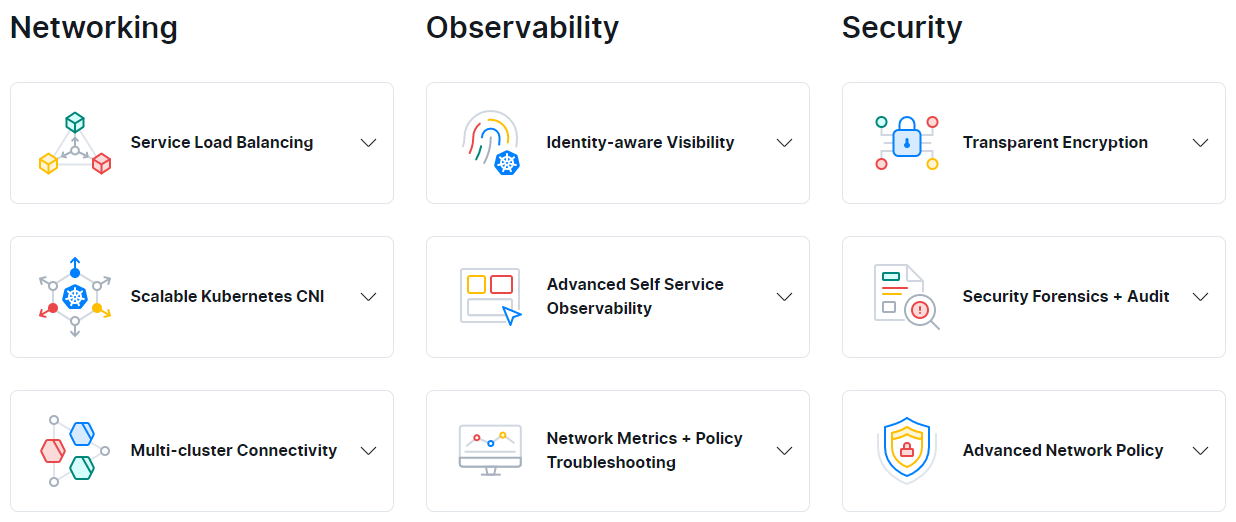 Networking
Service Load Balancing
Scalable Kubernetes CNI
Multi-cluster Connectivity
Observability
Identity-aware Visibility
Advanced Self Service
Observability
Network Metrics + Policy
Troubleshooting
Security
Transparent Encryption
Security Forensics + Audit
Advanced Network Policy